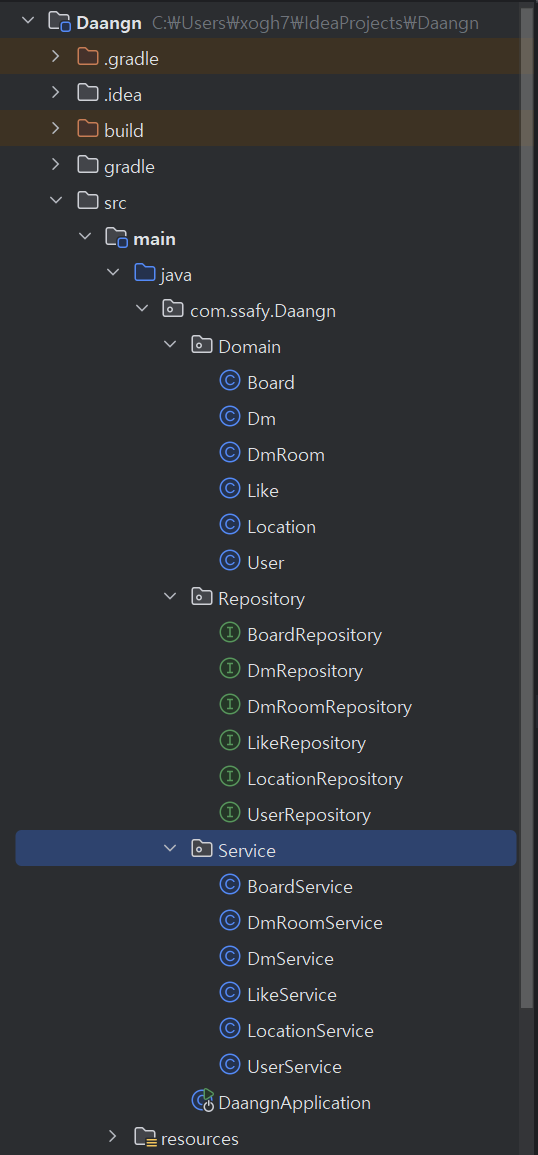 Daangn C:₩Users₩xogh7₩IdeaProjects₩Daangn
.gradle
.idea
build
gradle
src
main
java
com.ssafy.Daangn
Domain
Board
Dm
DmRoom
Like
Location
User
Repository
BoardRepository
DmRepository
DmRoomRepository
LikeRepository
LocationRepository
UserRepository
Service
BoardService
DmRoomService
DmService
LikeService
LocationService
UserService
DaangnApplication
resources